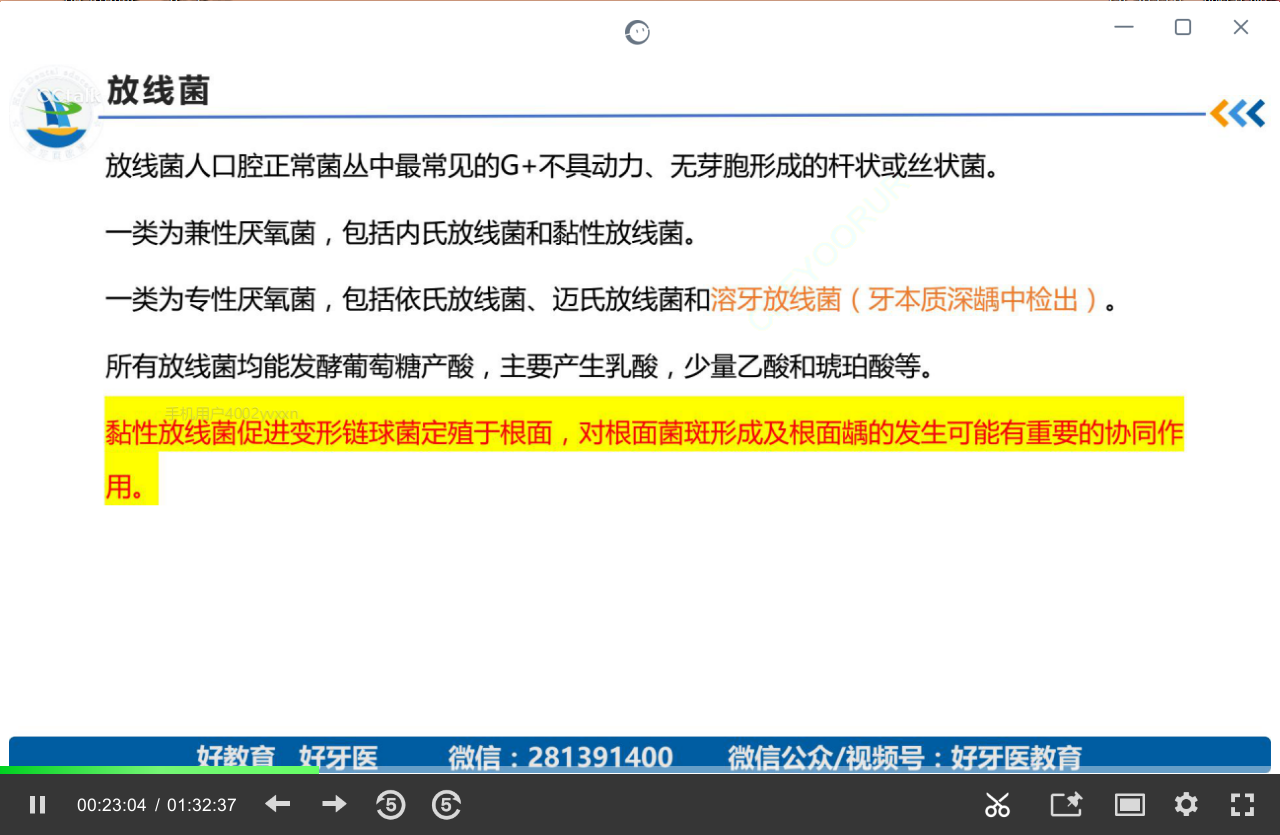 放线菌
放线菌人口腔正常菌丛中最常见的G+不具动力、无芽胞形成的杆状或丝状菌。
一类为兼性厌氧菌，包括内氏放线菌和黏性放线菌。
一类为专性厌氧菌，包括依氏放线菌、迈氏放线菌和溶牙放线菌（牙本质深龋中检出）。
所有放线菌均能发酵葡萄糖产酸，主要产生乳酸，少量乙酸和琥珀酸等。
手机用户4002vvxxn
黏性放线菌促进变形链球菌定殖于根面，对根面菌斑形成及根面龋的发生可能有重要的协同作
用。
好教育 好牙医 微信：281391400 微信公众/视频号：好牙医教育
00:23:04 / 01:32:37 5 5